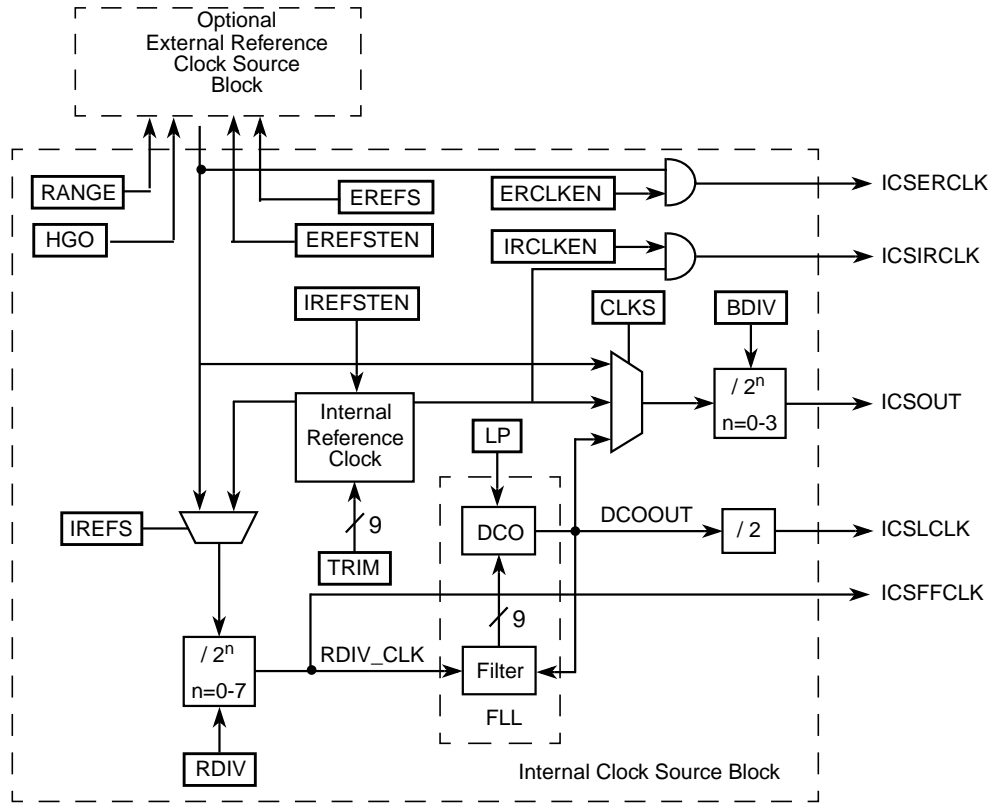 Optional
External Reference
Clock Source
Block
RANGE
EREFS
ERCLKEN
ICSERCLK
HGO
EREFSTEN
IRCLKEN
ICSIRCLK
IREFSTEN
CLKS
BDIV
Internal
Reference
Clock
/ 2n
n=0-3
ICSOUT
LP
IREFS
9
TRIM
DCO
DCOOUT
/ 2
ICSLCLK
ICSFFCLK
9
/ 2n
n=0-7
RDIV_CLK
Filter
FLL
RDIV
Internal Clock Source Block